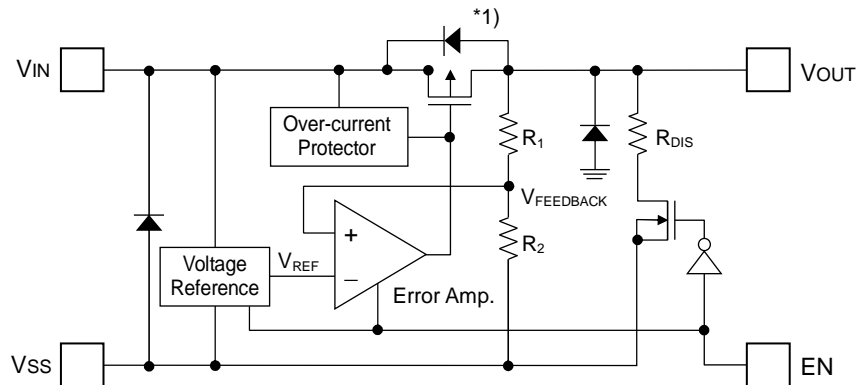 *1)
VIN
VOUT
Over-current
Protector
R1
RDIS
VFEEDBACK
+
R2
Voltage
Reference
VREF
−
Error Amp.
VSS
EN